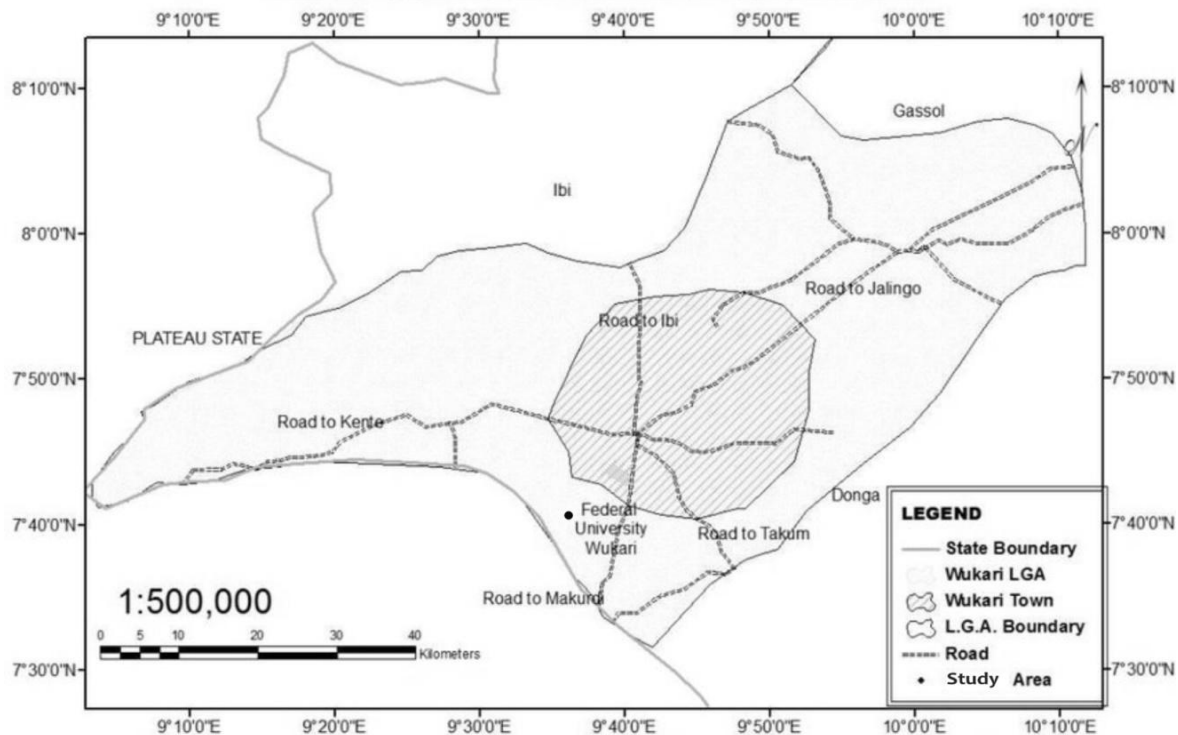 9°10'0"E 9°20'0"E 9°30'0"E 9°40'0"E 9°50'0"E 10°0'0"E 10°10'0"E
8°10'0"N
8°10'0"N
Gassol
Ibi
8°0'0"N
8°0'0"N
Road to Jalingo
Road to Ibi
PLATEAU STATE
7°50'0"N
7°50'0"N
Road to Kento
Donga
7°40'0"N
7°40'0"N
Federal
University
Wukari
Road to Takum
Road to Makurdi
1:500,000
0 5 10 20 30 40
Kilometers
7°30'0"N
7°30'0"N
LEGEND
State Boundary
Wukari LGA
Wukari Town
L.G.A. Boundary
Road
Study Area
9°10'0"E 9°20'0"E 9°30'0"E 9°40'0"E 9°50'0"E 10°0'0"E 10°10'0"E